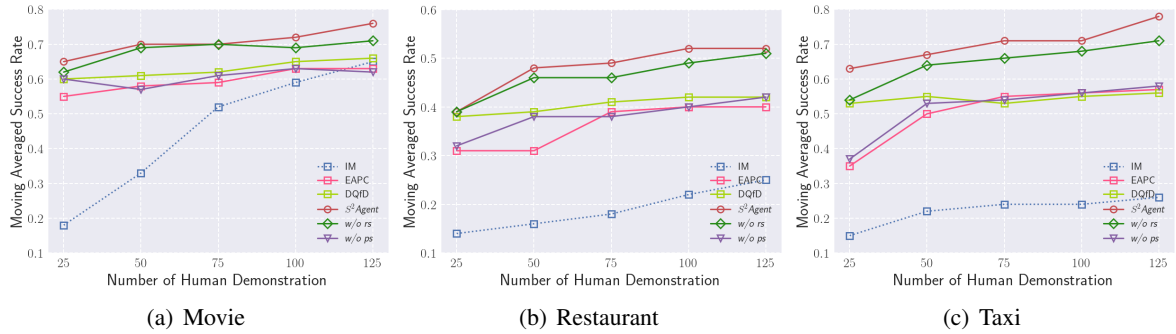 0.8
0.7
0.6
0.5
0.4
0.3
0.2
0.1
Moving Averaged Success Rate
IM
EAPC
DQfD
S²Agent
w/o rs
w/o ps
25 50 75 100 125
Number of Human Demonstration
(a) Movie
0.6
0.5
0.4
0.3
0.2
0.1
Moving Averaged Success Rate
IM
EAPC
DQfD
S²Agent
w/o rs
w/o ps
25 50 75 100 125
Number of Human Demonstration
(b) Restaurant
0.8
0.7
0.6
0.5
0.4
0.3
0.2
0.1
Moving Averaged Success Rate
IM
EAPC
DQfD
S²Agent
w/o rs
w/o ps
25 50 75 100 125
Number of Human Demonstration
(c) Taxi